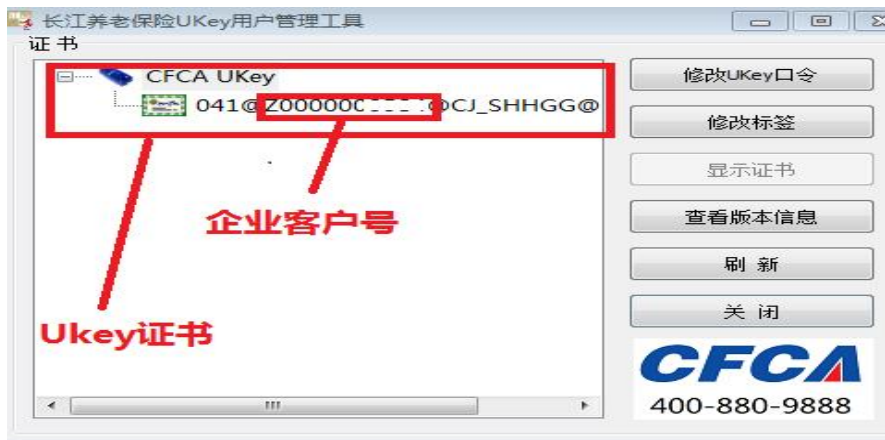 长江养老保险UKey用户管理工具
证书
CFCA UKey
041@Z000000 @CJ_SHHGG@
企业客户号
Ukey证书
修改UKey口令
修改标签
显示证书
查看版本信息
刷 新
关 闭
CFCA
400-880-9888